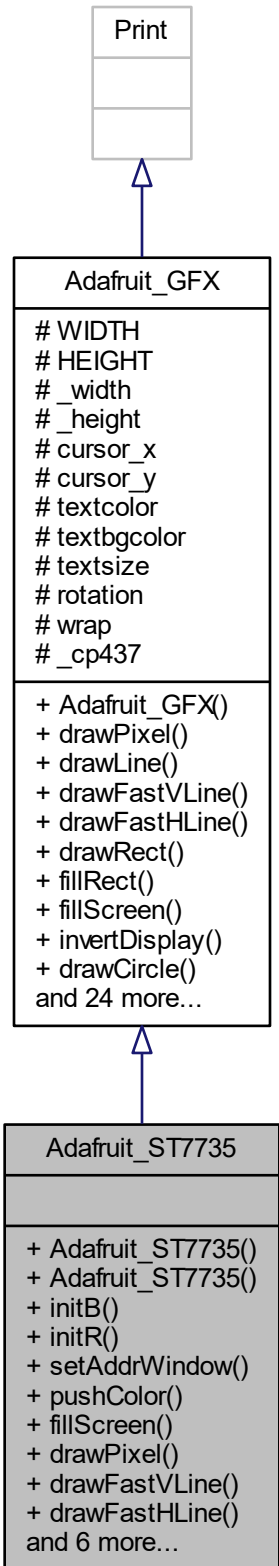 Print
Adafruit_GFX
# WIDTH
# HEIGHT
# _width
# _height
# cursor_x
# cursor_y
# textcolor
# textbgcolor
# textsize
# rotation
# wrap
# _cp437
+ Adafruit_GFX()
+ drawPixel()
+ drawLine()
+ drawFastVLine()
+ drawFastHLine()
+ drawRect()
+ fillRect()
+ fillScreen()
+ invertDisplay()
+ drawCircle()
and 24 more...
Adafruit_ST7735
+ Adafruit_ST7735()
+ Adafruit_ST7735()
+ initB()
+ initR()
+ setAddrWindow()
+ pushColor()
+ fillScreen()
+ drawPixel()
+ drawFastVLine()
+ drawFastHLine()
and 6 more...